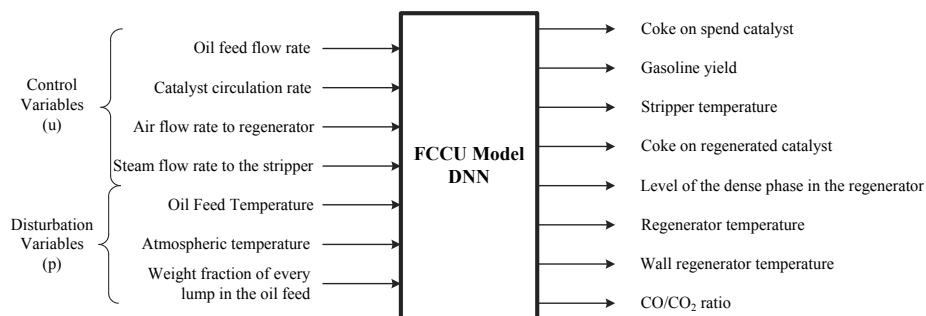 Control
Variables
(u)
Disturbation
Variables
(p)
Oil feed flow rate
Catalyst circulation rate
Air flow rate to regenerator
Steam flow rate to the stripper
Oil Feed Temperature
Atmospheric temperature
Weight fraction of every
lump in the oil feed
FCCU Model
DNN
Coke on spend catalyst
Gasoline yield
Stripper temperature
Coke on regenerated catalyst
Level of the dense phase in the regenerator
Regenerator temperature
Wall regenerator temperature
CO/CO₂ ratio